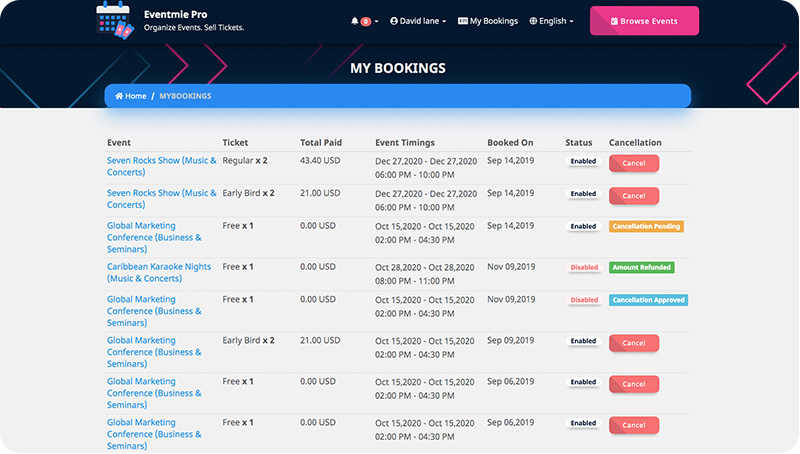 Eventmie Pro
Organize Events. Sell Tickets.
0 David lane My Bookings English Browse Events
MY BOOKINGS
Home / MYBOOKINGS
Event Ticket Total Paid Event Timings Booked On Status Cancellation
Seven Rocks Show (Music & Regular x 2 43.40 USD Dec 27,2020 - Dec 27,2020 Sep 14,2019 Enabled Cancel
Concerts) 06:00 PM - 10:00 PM
Seven Rocks Show (Music & Early Bird x 2 21.00 USD Dec 27,2020 - Dec 27,2020 Sep 14,2019 Enabled Cancel
Concerts) 06:00 PM - 10:00 PM
Global Marketing Free x 1 0.00 USD Oct 15,2020 - Oct 15,2020 Sep 14,2019 Enabled Cancellation Pending
Conference (Business & 02:00 PM - 04:30 PM
Seminars)
Caribbean Karaoke Nights Free x 1 0.00 USD Oct 28,2020 - Oct 28,2020 Nov 09,2019 Disabled Amount Refunded
(Music & Concerts) 08:00 PM - 11:00 PM
Global Marketing Free x 1 0.00 USD Oct 15,2020 - Oct 15,2020 Nov 09,2019 Disabled Cancellation Approved
Conference (Business & 02:00 PM - 04:30 PM
Seminars)
Global Marketing Early Bird x 2 21.00 USD Oct 15,2020 - Oct 15,2020 Sep 09,2019 Enabled Cancel
Conference (Business & 02:00 PM - 04:30 PM
Seminars)
Global Marketing Free x 1 0.00 USD Oct 15,2020 - Oct 15,2020 Sep 06,2019 Enabled Cancel
Conference (Business & 02:00 PM - 04:30 PM
Seminars)
Global Marketing Free x 1 0.00 USD Oct 15,2020 - Oct 15,2020 Sep 06,2019 Enabled Cancel
Conference (Business & 02:00 PM - 04:30 PM
Seminars)